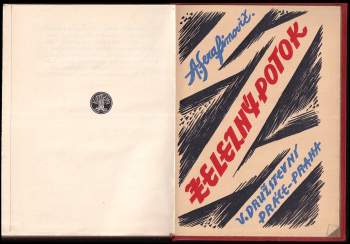 A. Serafimovič.
ŽELEZNÝ POTOK
V. DRUŽSTEVNÍ
PRÁCE–PRAHA